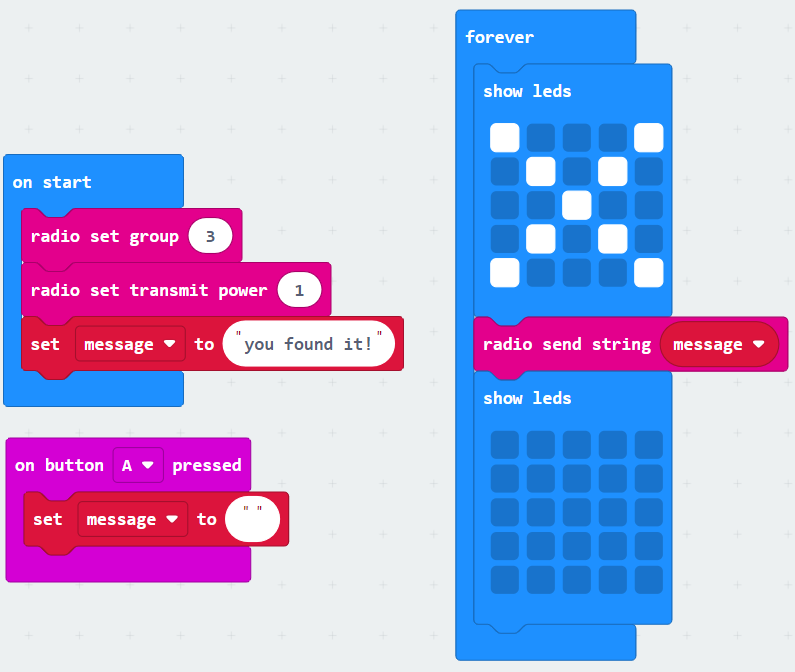 on start
radio set group 3
radio set transmit power 1
set message to "you found it!"
on button A pressed
set message to " "
forever
show leds
radio send string message
show leds